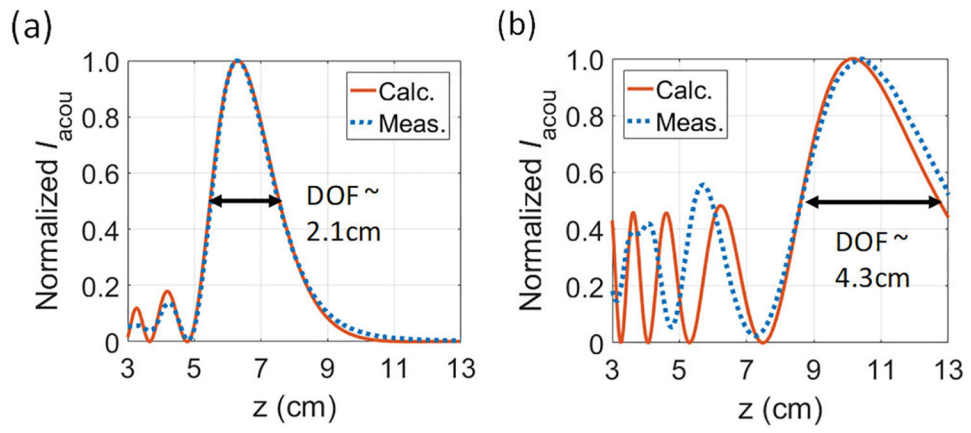 (a)
Normalized I_acou
1.0
0.8
0.6
0.4
0.2
0
3
5
7
9
11
13
z (cm)
Calc.
Meas.
DOF ~
2.1cm
(b)
Normalized I_acou
1.0
0.8
0.6
0.4
0.2
0
3
5
7
9
11
13
z (cm)
Calc.
Meas.
DOF ~
4.3cm